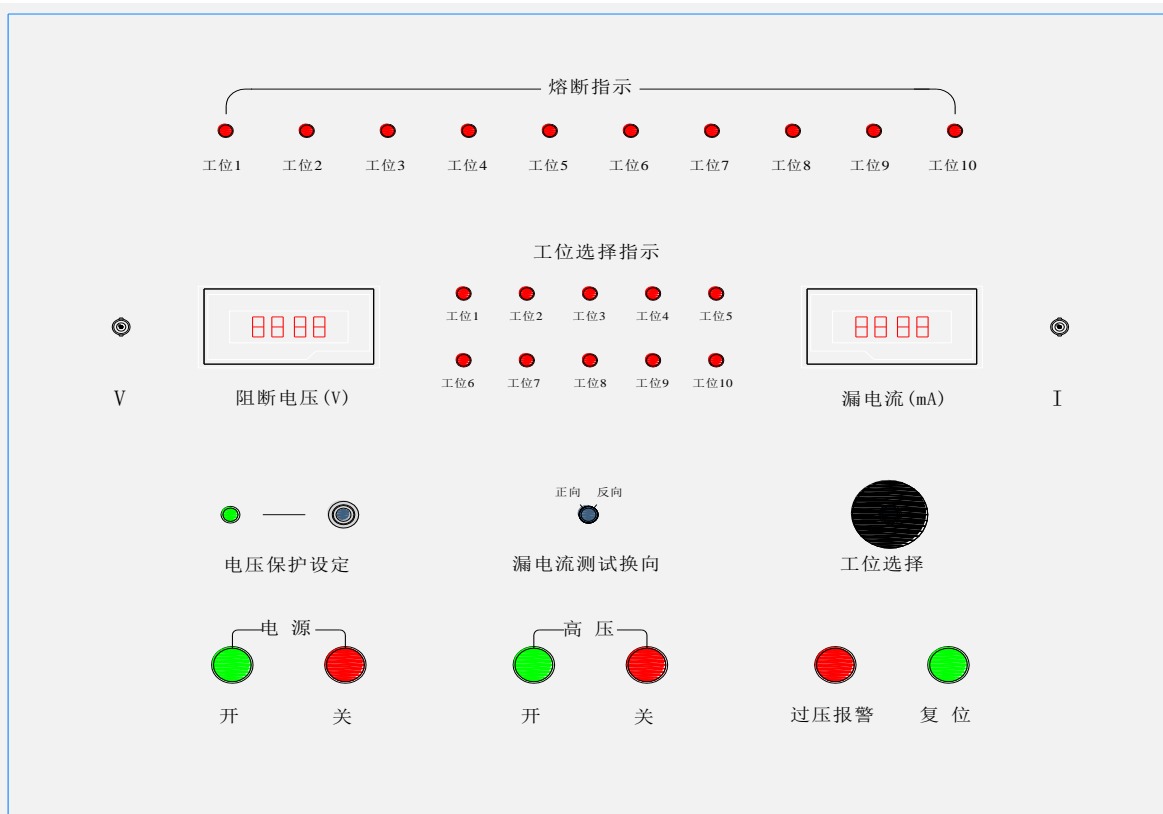 熔断指示
工位1 工位2 工位3 工位4 工位5 工位6 工位7 工位8 工位9 工位10
工位选择指示
8888 8888
工位1 工位2 工位3 工位4 工位5
工位6 工位7 工位8 工位9 工位10
V 阻断电压(V) 漏电流(mA) I
正向 反向
电压保护设定 漏电流测试换向 工位选择
电 源 高 压
开 关 开 关 过压报警 复 位